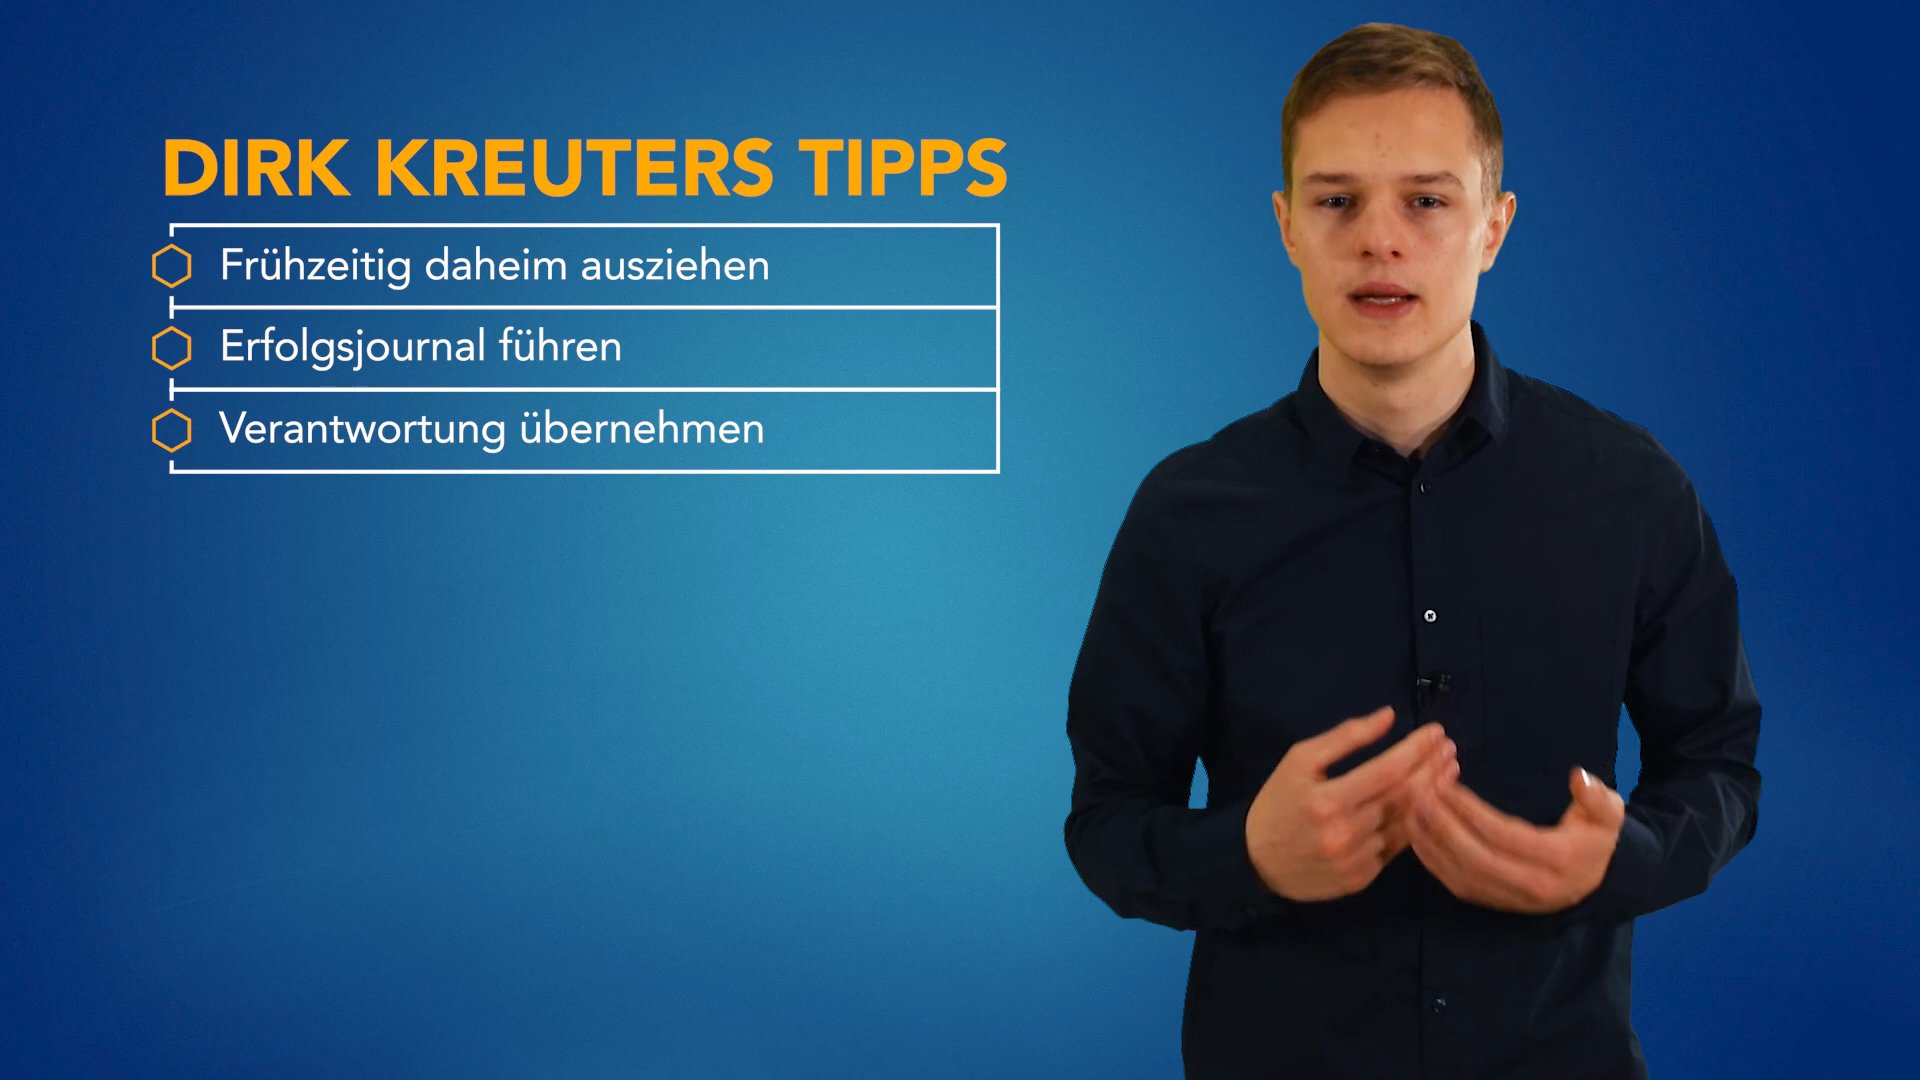 DIRK KREUTERS TIPPS
Frühzeitig daheim ausziehen
Erfolgsjournal führen
Verantwortung übernehmen